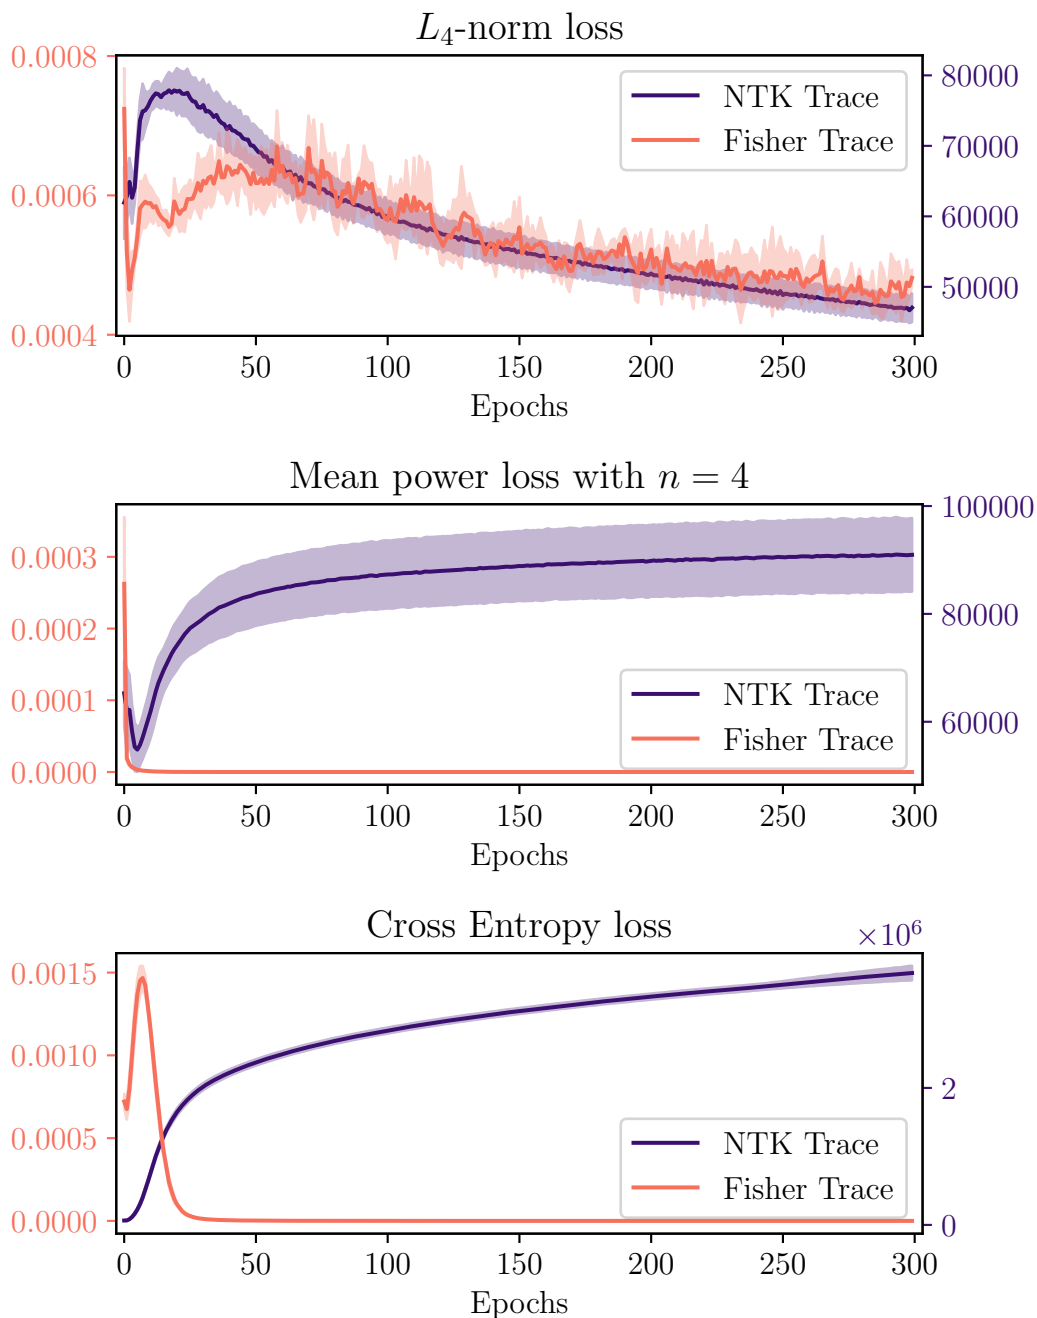 L₄-norm loss
0.0008
0.0006
0.0004
80000
70000
60000
50000
NTK Trace
Fisher Trace
0 50 100 150 200 250 300
Epochs
Mean power loss with n = 4
0.0003
0.0002
0.0001
0.0000
100000
80000
60000
NTK Trace
Fisher Trace
0 50 100 150 200 250 300
Epochs
Cross Entropy loss
×10⁶
0.0015
0.0010
0.0005
0.0000
2
0
NTK Trace
Fisher Trace
0 50 100 150 200 250 300
Epochs